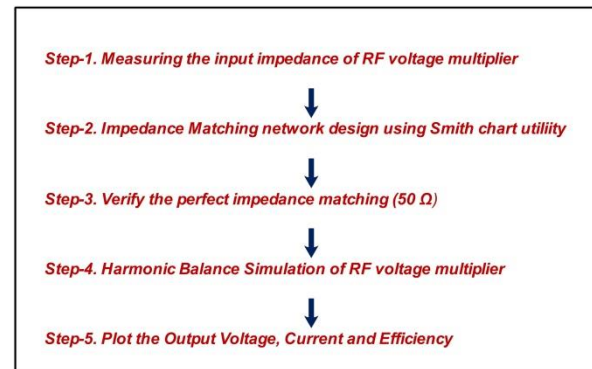 Step-1. Measuring the input impedance of RF voltage multiplier
Step-2. Impedance Matching network design using Smith chart utiliity
Step-3. Verify the perfect impedance matching (50 Ω)
Step-4. Harmonic Balance Simulation of RF voltage multiplier
Step-5. Plot the Output Voltage, Current and Efficiency